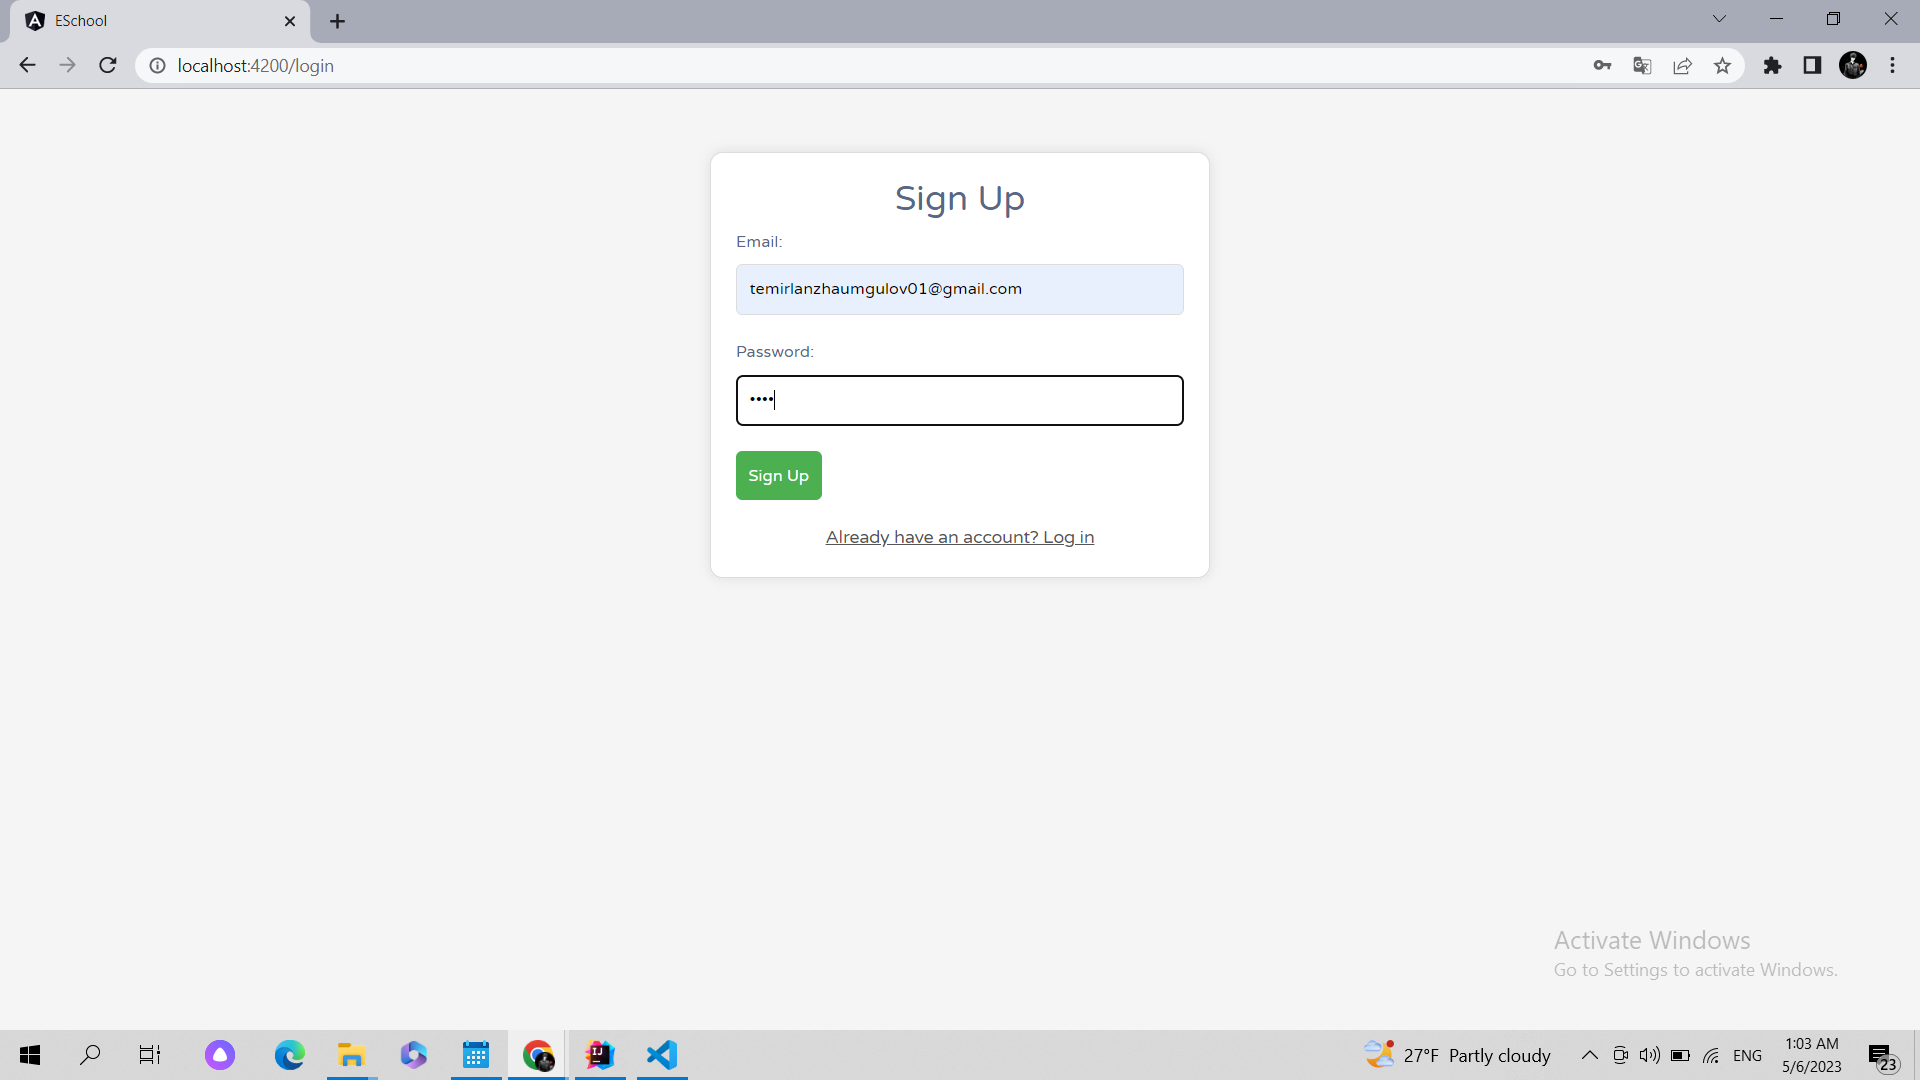 ESchool
localhost:4200/login
Sign Up
Email:
temirlanzhaumgulov01@gmail.com
Password:
••••
Sign Up
Already have an account? Log in
Activate Windows
Go to Settings to activate Windows.
27°F Partly cloudy
ENG
1:03 AM
5/6/2023
23